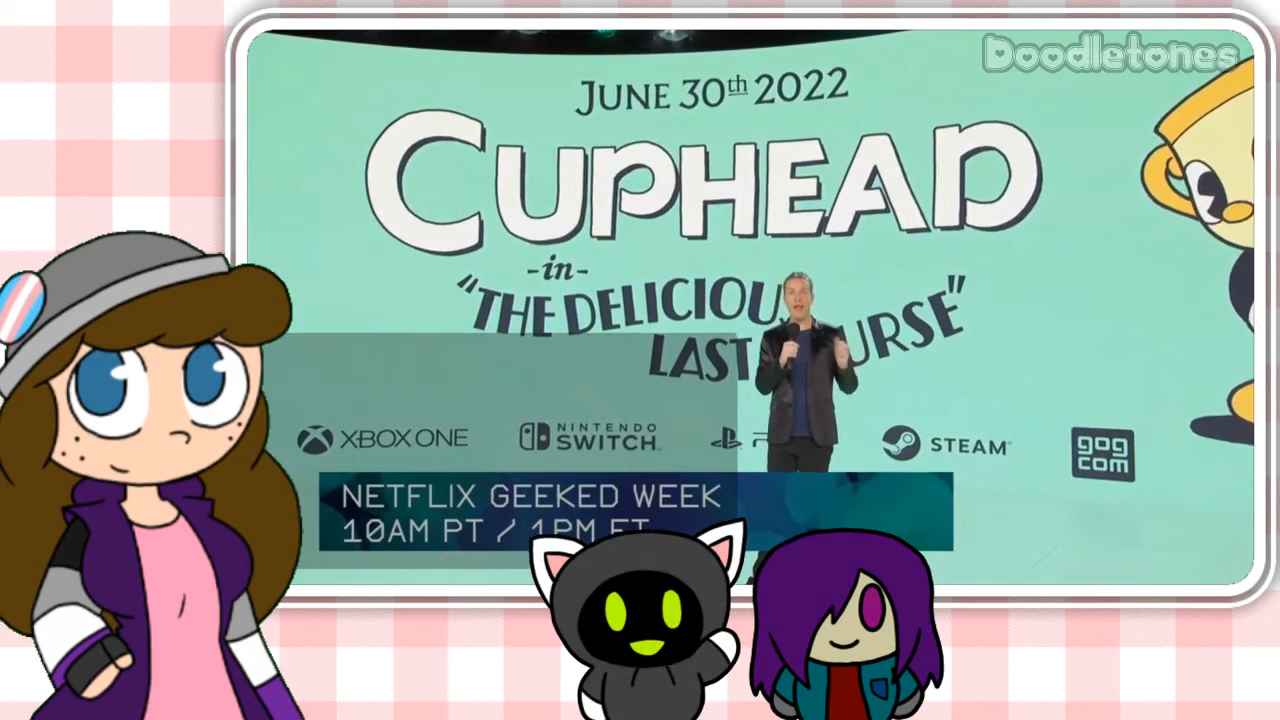 Doodletones
JUNE 30th 2022
CUPHEAD
-in-
"THE DELICIOU URSE"
LAST
XBOX ONE
NINTENDO
SWITCH
STEAM
gog
com
NETFLIX GEEKED WEEK
10AM PT / 1PM ET